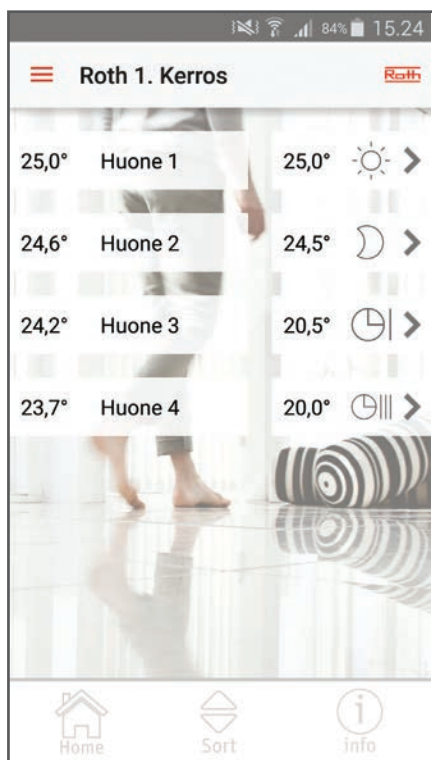 84% 15.24
Roth 1. Kerros Roth
25,0° Huone 1 25,0°
24,6° Huone 2 24,5°
24,2° Huone 3 20,5°
23,7° Huone 4 20,0°
Home Sort info